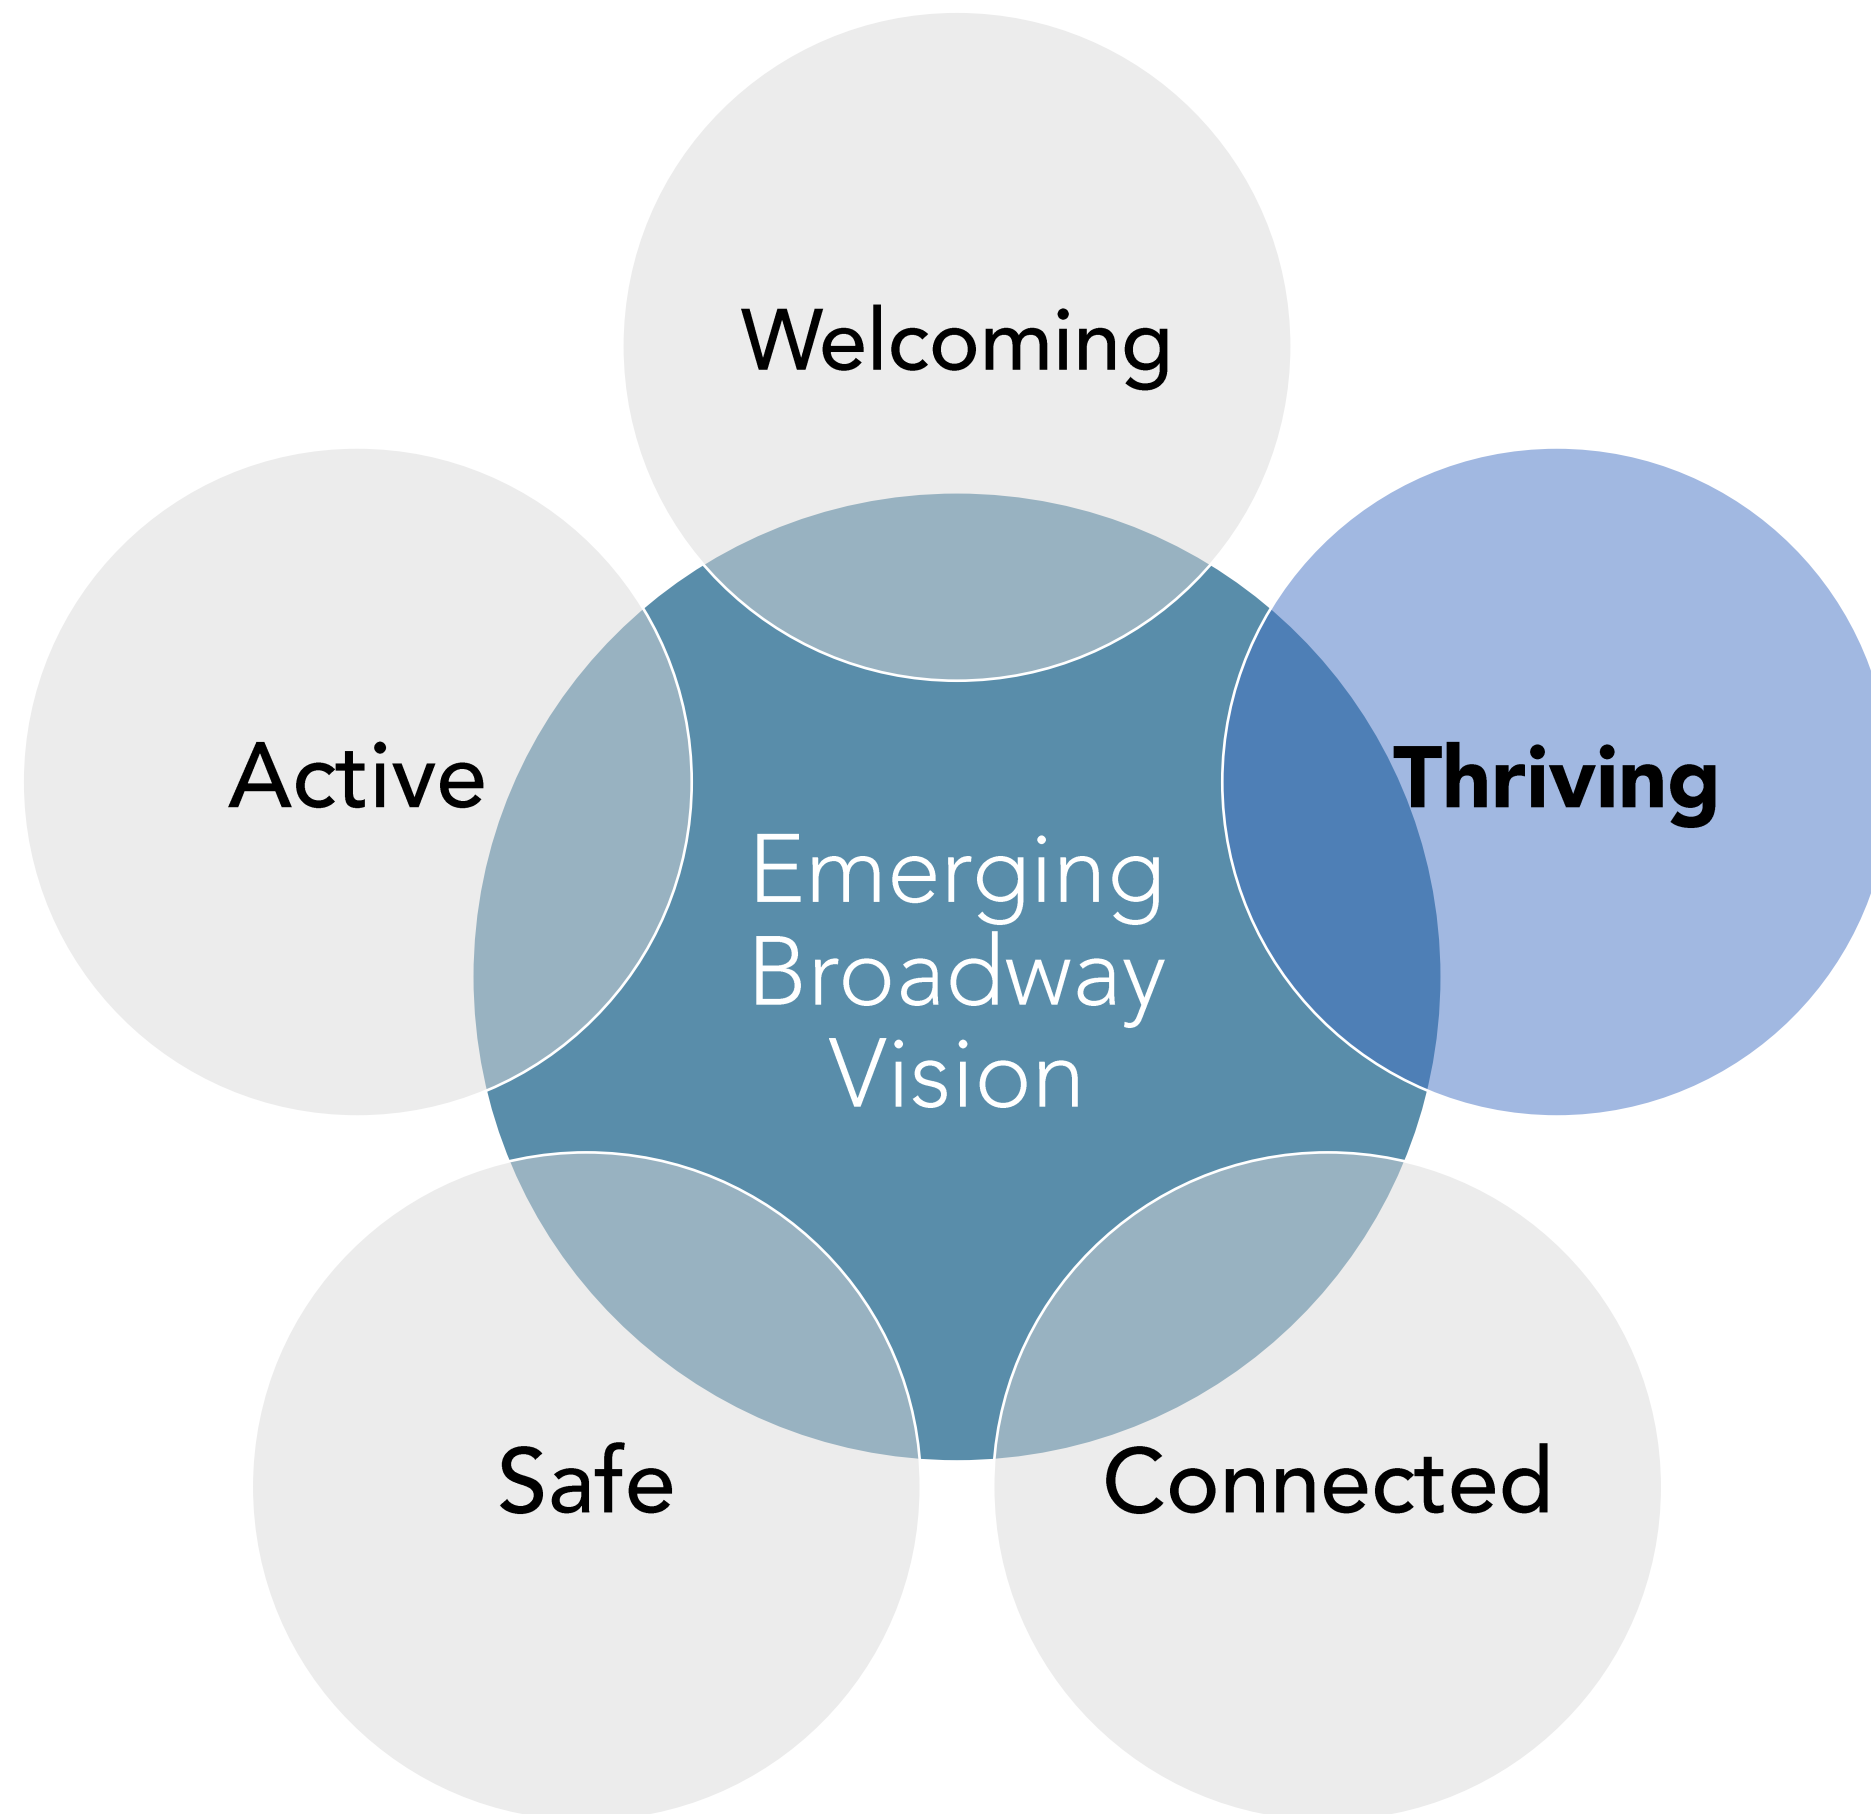 Welcoming
Active
Thriving
Emerging
Broadway
Vision
Safe
Connected